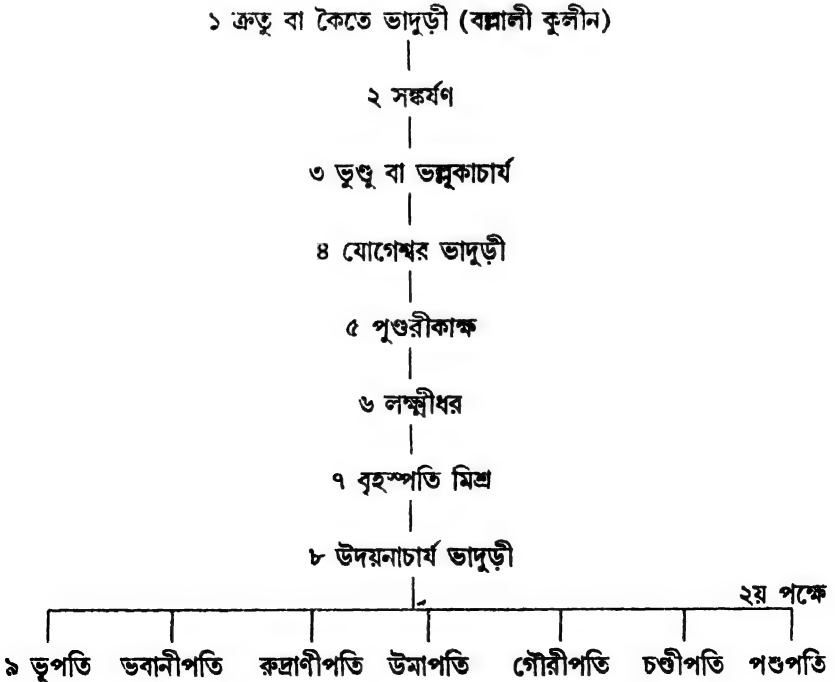 ১ ক্রতু বা কৈতে ভাদুড়ী (বল্লালী কুলীন)
২ সঙ্কর্ষণ
৩ ভুণ্ডু বা ভল্লূকাচার্য
৪ যোগেশ্বর ভাদুড়ী
৫ পুণ্ডরীকাক্ষ
৬ লক্ষ্মীধর
৭ বৃহস্পতি মিশ্র
৮ উদয়নাচার্য ভাদুড়ী
২য় পক্ষে
৯ ভূপতি ভবানীপতি রুদ্রাণীপতি উমাপতি গৌরীপতি চণ্ডীপতি পশুপতি